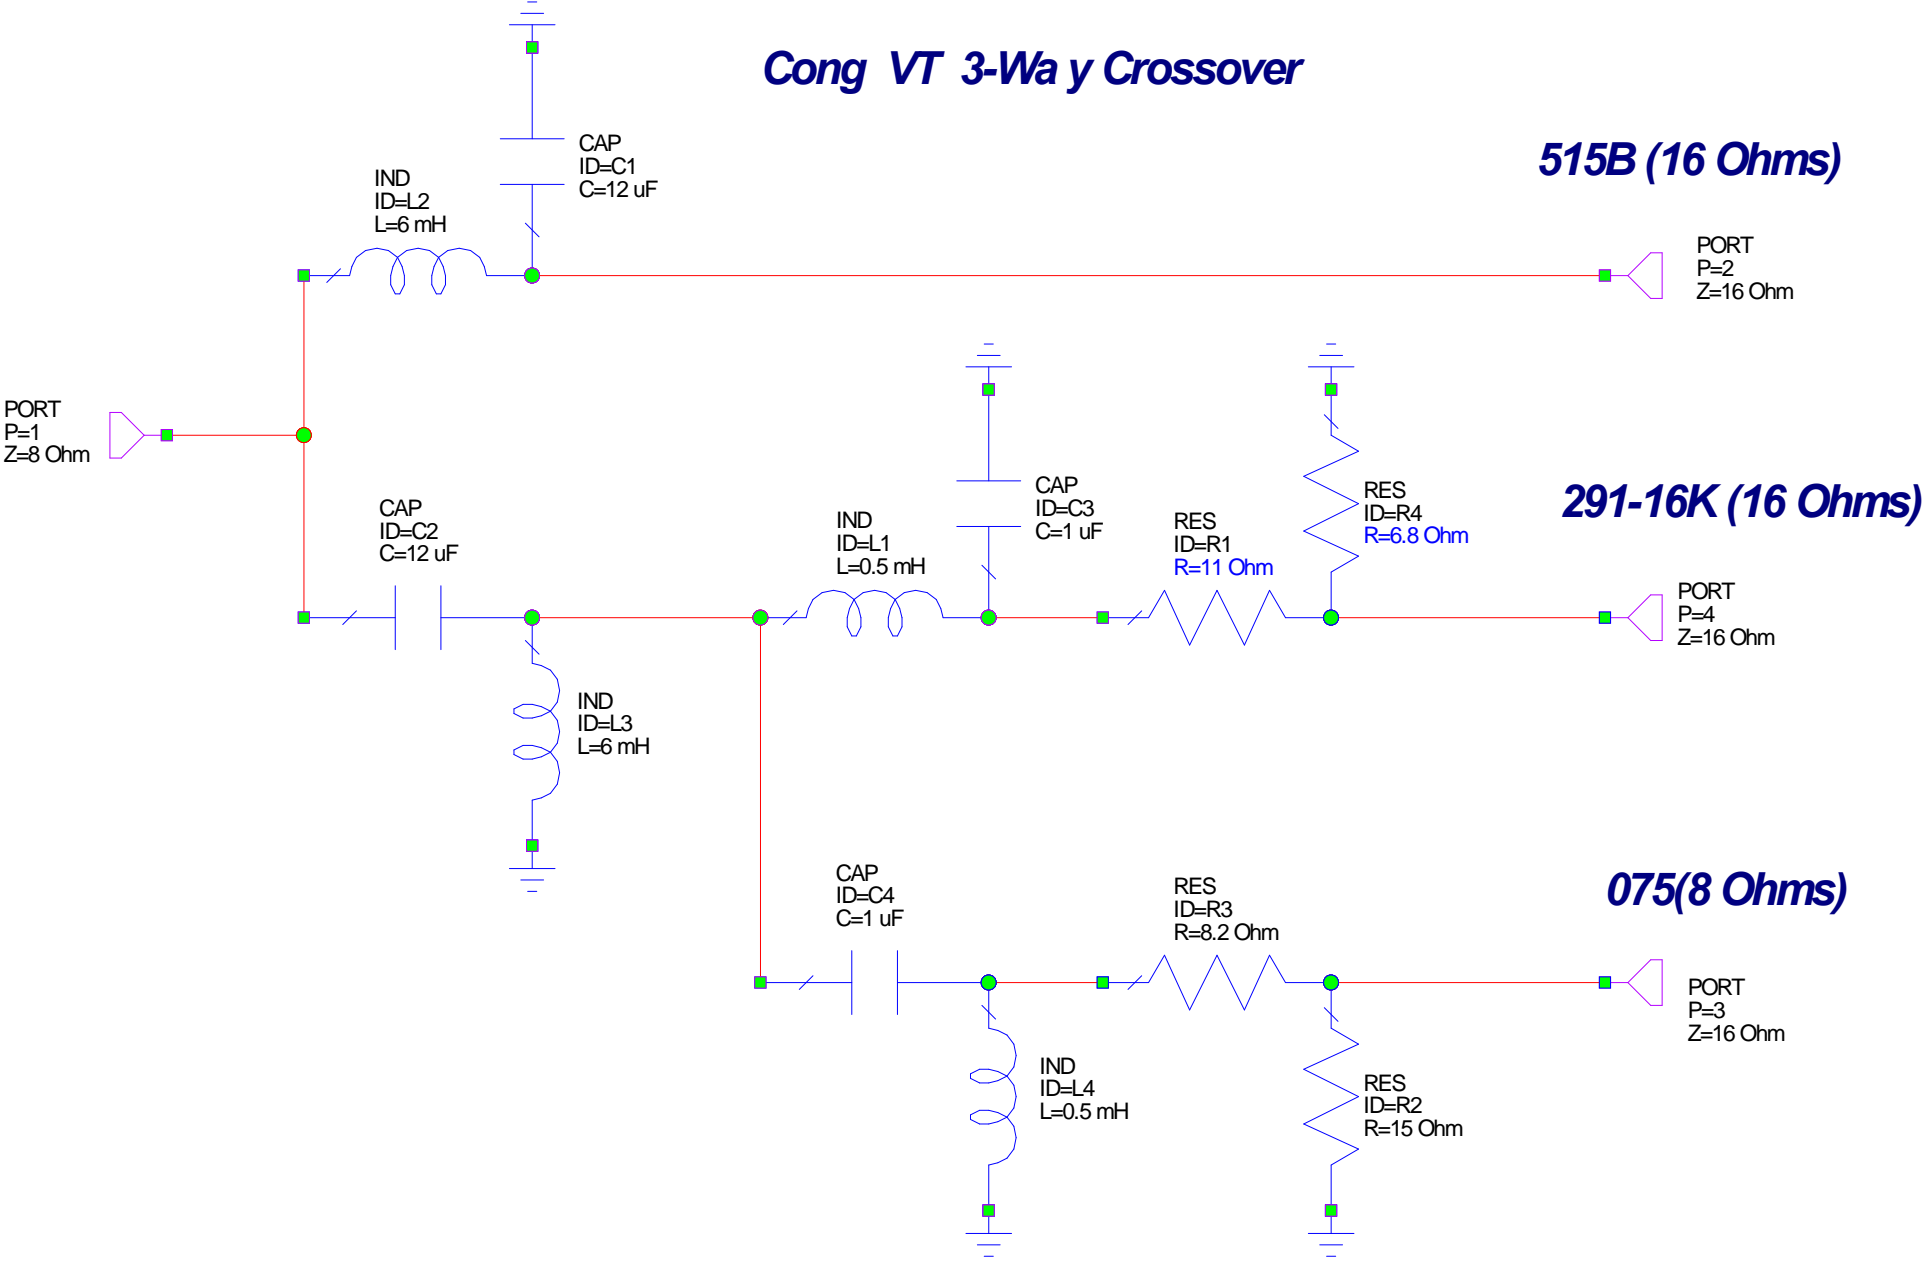 Cong VT 3-Wa y Crossover
CAP
ID=C1
C=12 uF
515B (16 Ohms)
IND
ID=L2
L=6 mH
PORT
P=2
Z=16 Ohm
PORT
P=1
Z=8 Ohm
CAP
ID=C2
C=12 uF
IND
ID=L1
L=0.5 mH
CAP
ID=C3
C=1 uF
RES
ID=R1
R=11 Ohm
RES
ID=R4
R=6.8 Ohm
291-16K (16 Ohms)
PORT
P=4
Z=16 Ohm
IND
ID=L3
L=6 mH
CAP
ID=C4
C=1 uF
RES
ID=R3
R=8.2 Ohm
075(8 Ohms)
PORT
P=3
Z=16 Ohm
IND
ID=L4
L=0.5 mH
RES
ID=R2
R=15 Ohm